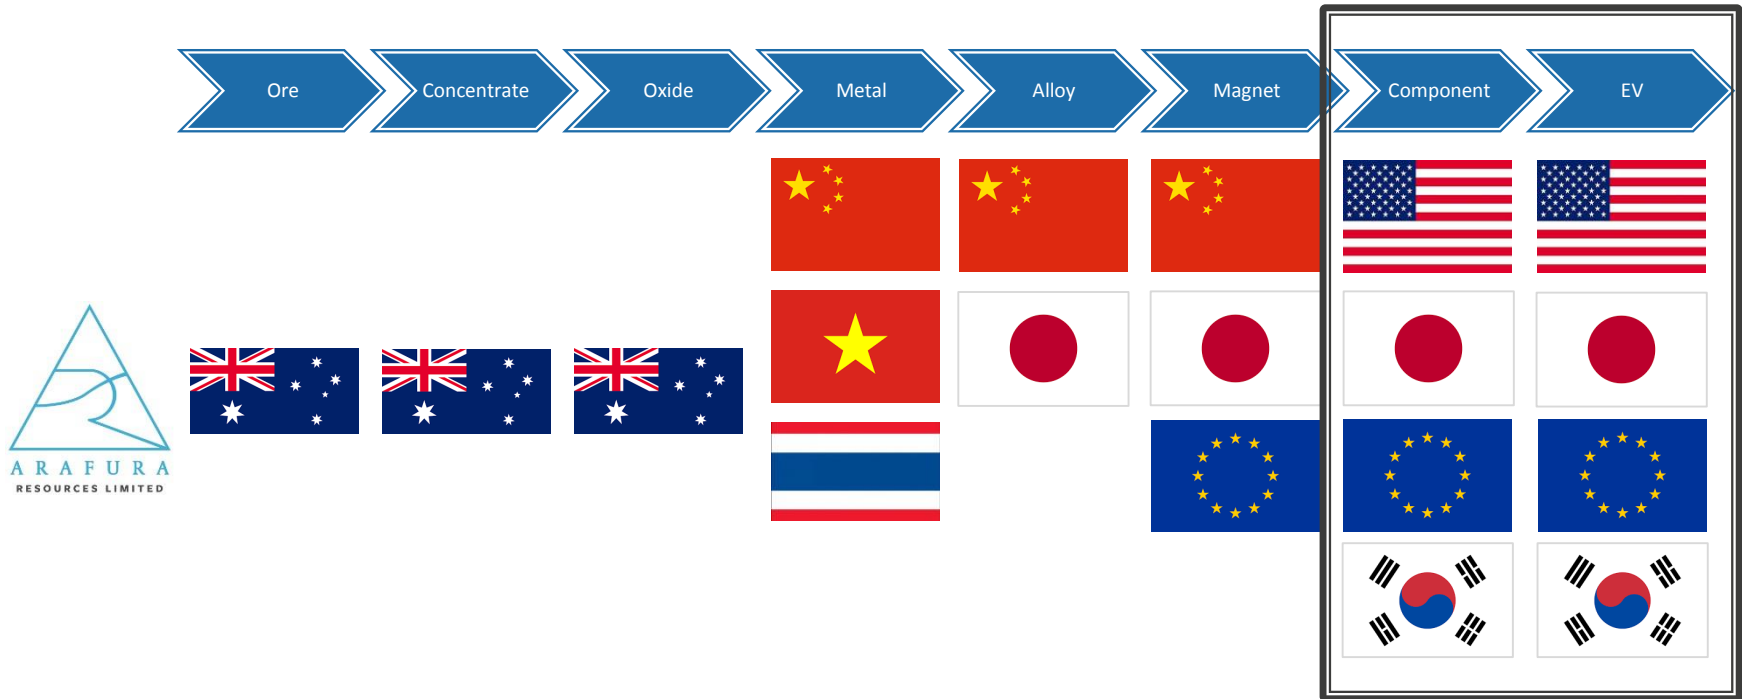 Ore
Concentrate
Oxide
Metal
Alloy
Magnet
Component
EV
ARAFURA
RESOURCES LIMITED